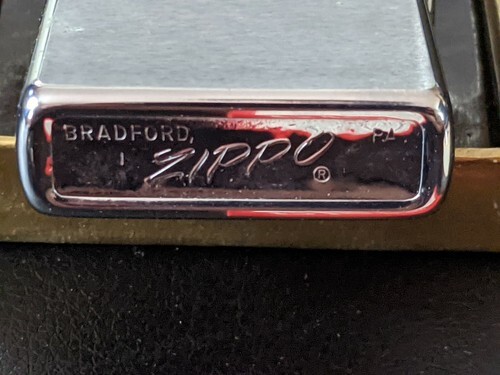 BRADFORD, PA.
| ZIPPO ®